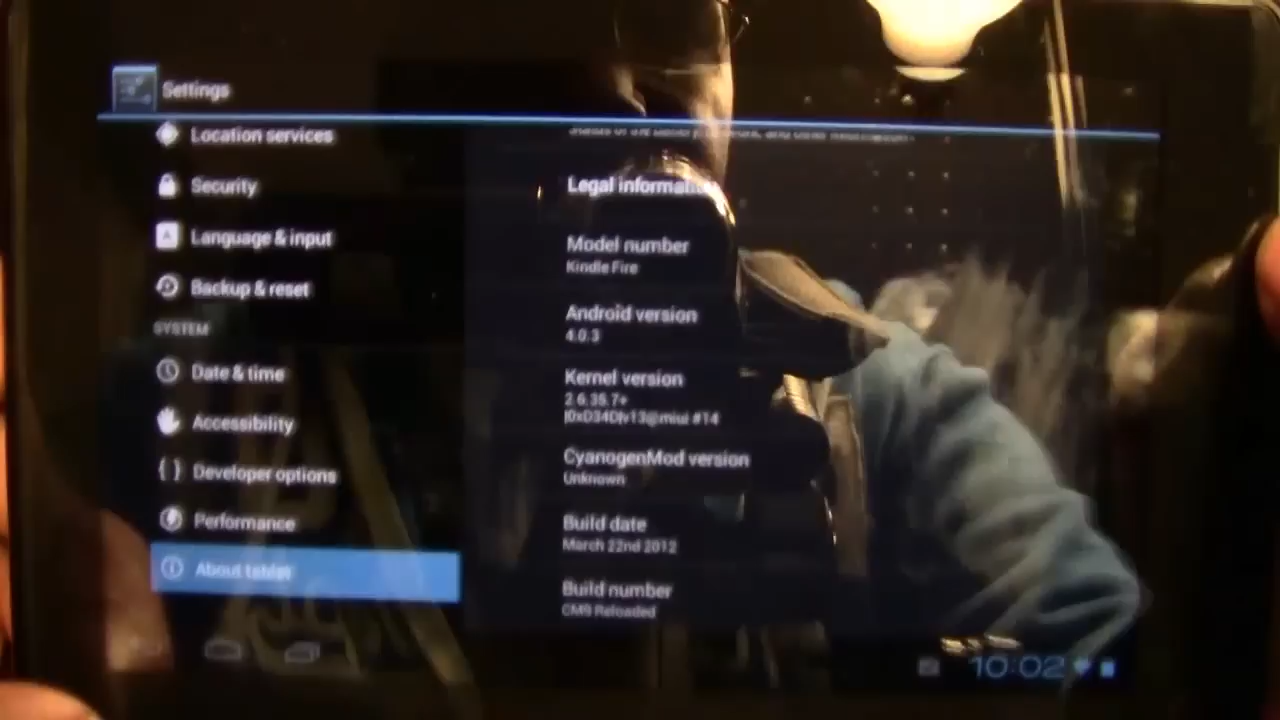 Settings
Location services
Security
Language & input
Backup & reset
SYSTEM
Date & time
Accessibility
{ } Developer options
Performance
About tablet
Legal information
Model number
Kindle Fire
Android version
4.0.3
Kernel version
2.6.35.7+
CyanogenMod version
Unknown
Build date
March 22nd 2012
Build number
CM9 Reloaded
10:02